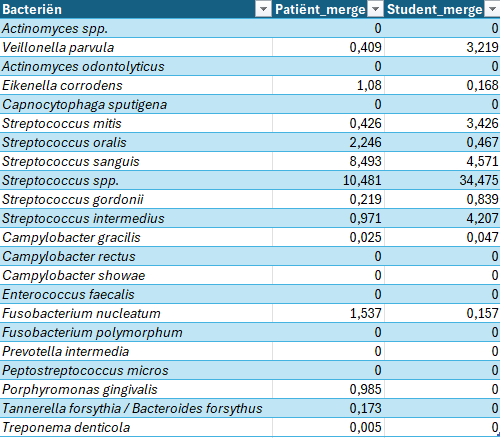 Bacteriën Patiënt_merge Student_merge
Actinomyces spp. 0 0
Veillonella parvula 0,409 3,219
Actinomyces odontolyticus 0 0
Eikenella corrodens 1,08 0,168
Capnocytophaga sputigena 0 0
Streptococcus mitis 0,426 3,426
Streptococcus oralis 2,246 0,467
Streptococcus sanguis 8,493 4,571
Streptococcus spp. 10,481 34,475
Streptococcus gordonii 0,219 0,839
Streptococcus intermedius 0,971 4,207
Campylobacter gracilis 0,025 0,047
Campylobacter rectus 0 0
Campylobacter showae 0 0
Enterococcus faecalis 0 0
Fusobacterium nucleatum 1,537 0,157
Fusobacterium polymorphum 0 0
Prevotella intermedia 0 0
Peptostreptococcus micros 0 0
Porphyromonas gingivalis 0,985 0
Tannerella forsythia / Bacteroides forsythus 0,173 0
Treponema denticola 0,005 0